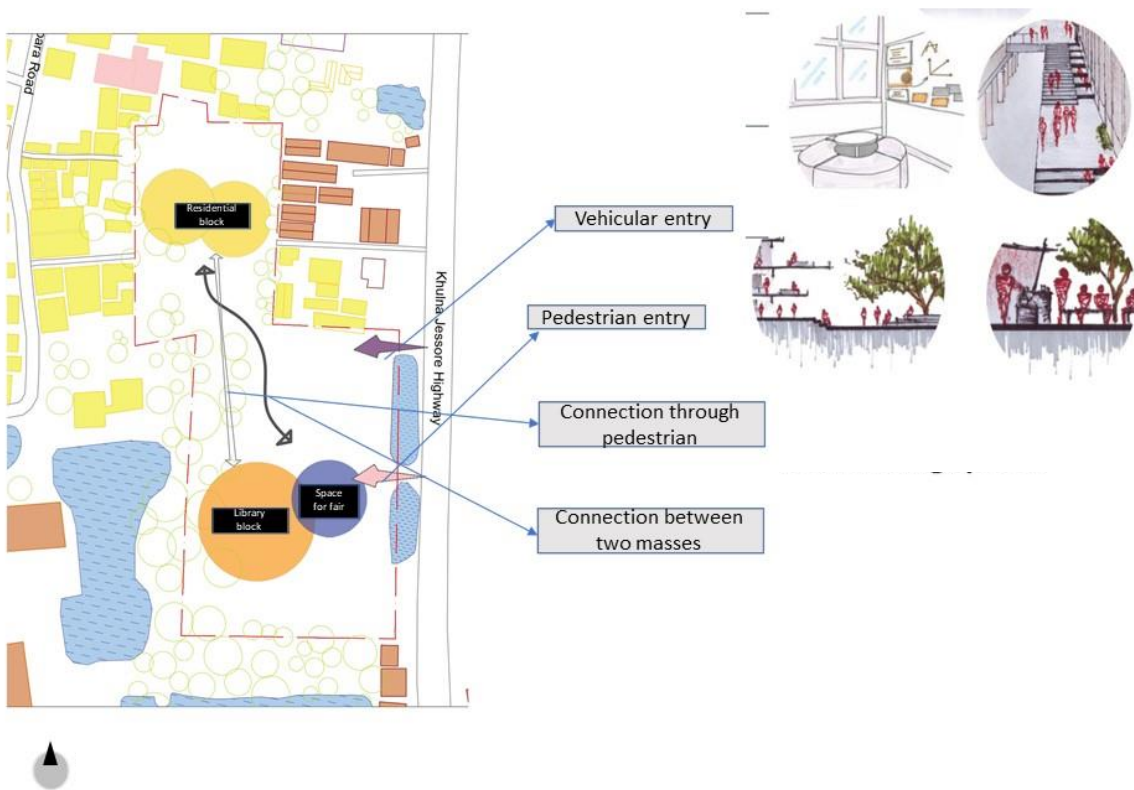 para Road
Residential
block
Vehicular entry
Khulna Jessore Highway
Pedestrian entry
Connection through
pedestrian
Space
for fair
Library
block
Connection between
two masses